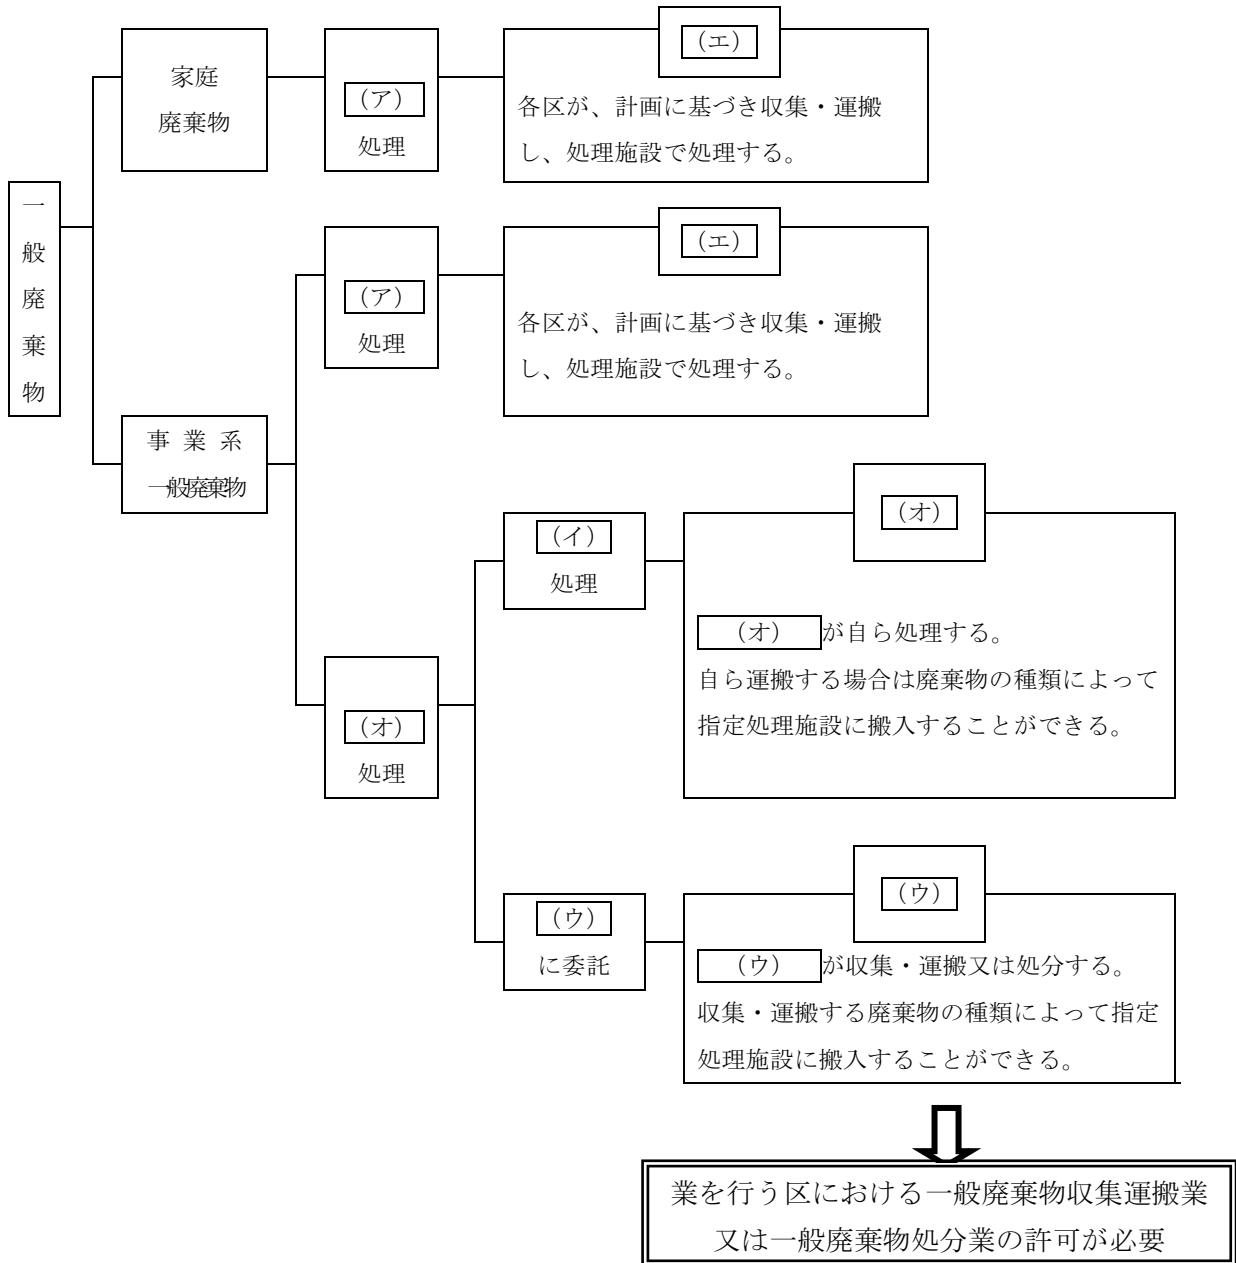 一
般
廃
棄
物
家庭
廃棄物
(ア)
処理
(エ)
各区が、計画に基づき収集・運搬
し、処理施設で処理する。
事業系
一般廃棄物
(ア)
処理
(エ)
各区が、計画に基づき収集・運搬
し、処理施設で処理する。
(オ)
処理
(イ)
処理
(オ)
(オ)が自ら処理する。
自ら運搬する場合は廃棄物の種類によって
指定処理施設に搬入することができる。
(ウ)
に委託
(ウ)
(ウ)が収集・運搬又は処分する。
収集・運搬する廃棄物の種類によって指定
処理施設に搬入することができる。
業を行う区における一般廃棄物収集運搬業
又は一般廃棄物処分業の許可が必要